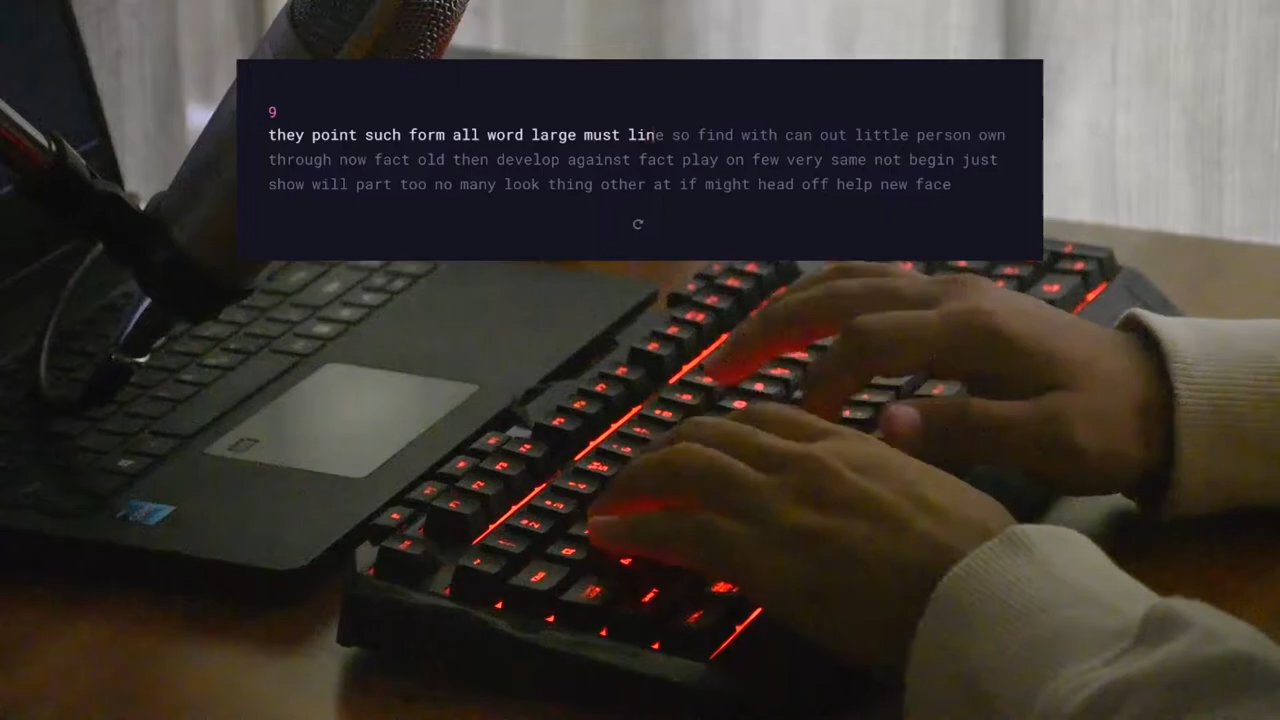 9
they point such form all word large must line so find with can out little person own
through now fact old then develop against fact play on few very same not begin just
show will part too no many look thing other at if might head off help new face